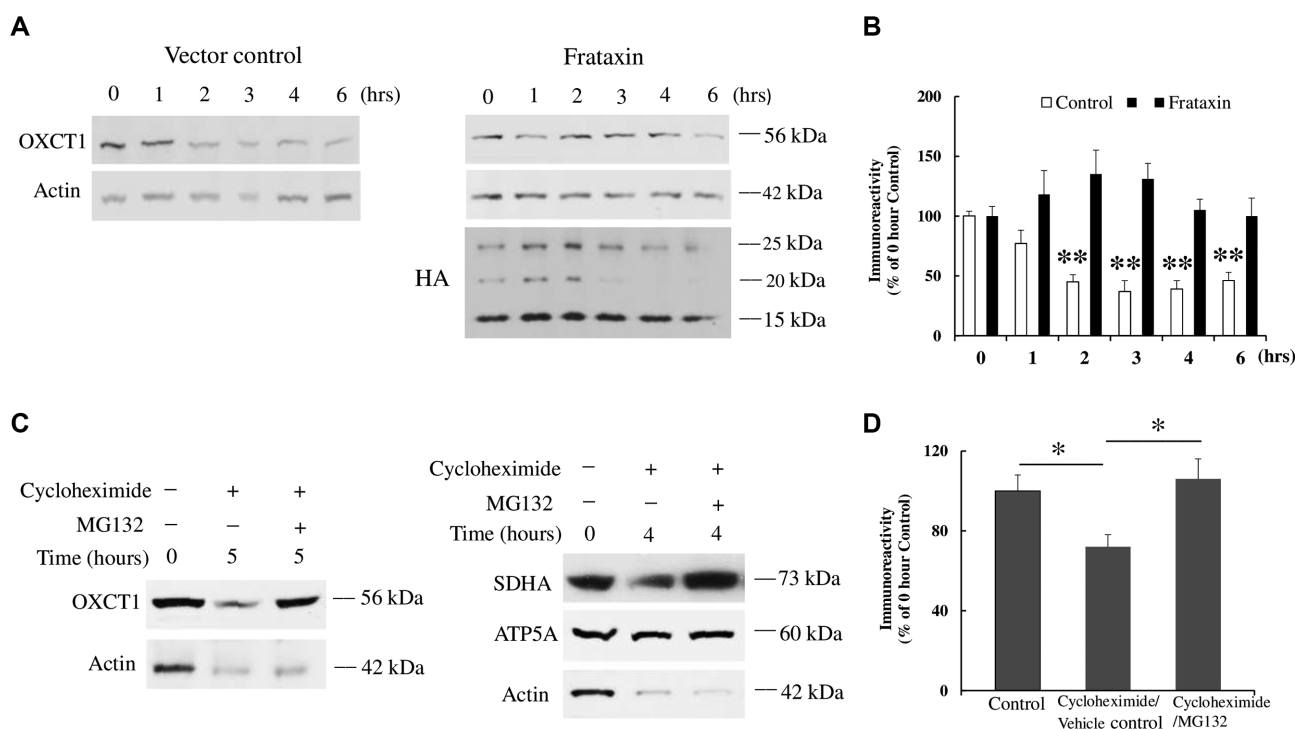 A
Vector control
Frataxin
0 1 2 3 4 6 (hrs)
0 1 2 3 4 6 (hrs)
OXCT1
Actin
56 kDa
42 kDa
HA
25 kDa
20 kDa
15 kDa
B
Control Frataxin
Immunoreactivity
(% of 0 hour Control)
200
150
100
50
0
** ** ** **
0 1 2 3 4 6 (hrs)
C
Cycloheximide – + +
MG132 – – +
Time (hours) 0 5 5
OXCT1 56 kDa
Actin 42 kDa
Cycloheximide – + +
MG132 – – +
Time (hours) 0 4 4
SDHA 73 kDa
ATP5A 60 kDa
Actin 42 kDa
D
Immunoreactivity
(% of 0 hour Control)
120
80
40
0
* *
Control
Cycloheximide/
Vehicle control
Cycloheximide
/MG132